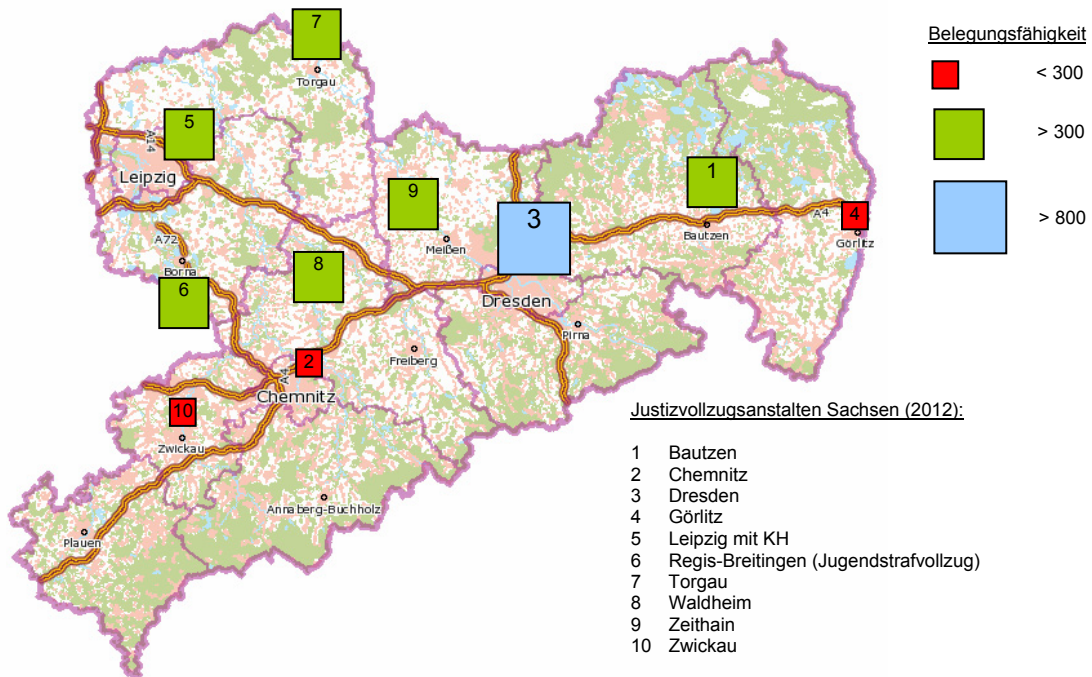 7
Torgau
Belegungsfähigkeit
< 300
> 300
> 800
5
A14
Leipzig
9
Meißen
1
Bautzen
3
A4
4
Görlitz
A72
Borna
6
8
Dresden
Pirna
Freiberg
2
A4
Chemnitz
10
Zwickau
Annaberg-Buchholz
Plauen
Justizvollzugsanstalten Sachsen (2012):
1 Bautzen
2 Chemnitz
3 Dresden
4 Görlitz
5 Leipzig mit KH
6 Regis-Breitingen (Jugendstrafvollzug)
7 Torgau
8 Waldheim
9 Zeithain
10 Zwickau